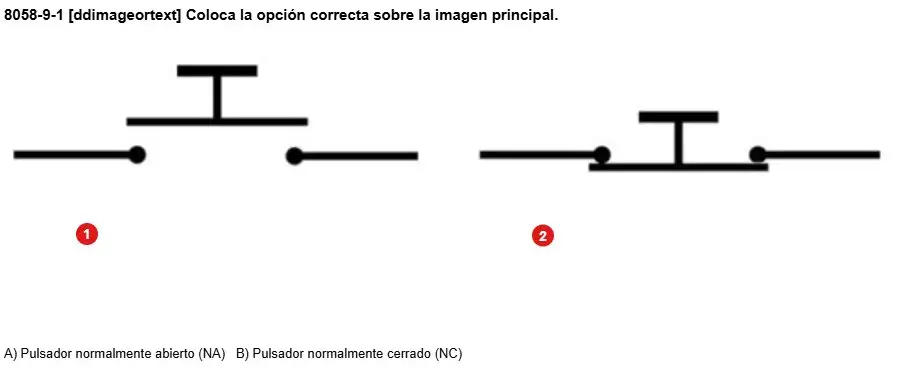 8058-9-1 [ddimageortext] Coloca la opción correcta sobre la imagen principal.
1
2
A) Pulsador normalmente abierto (NA) B) Pulsador normalmente cerrado (NC)